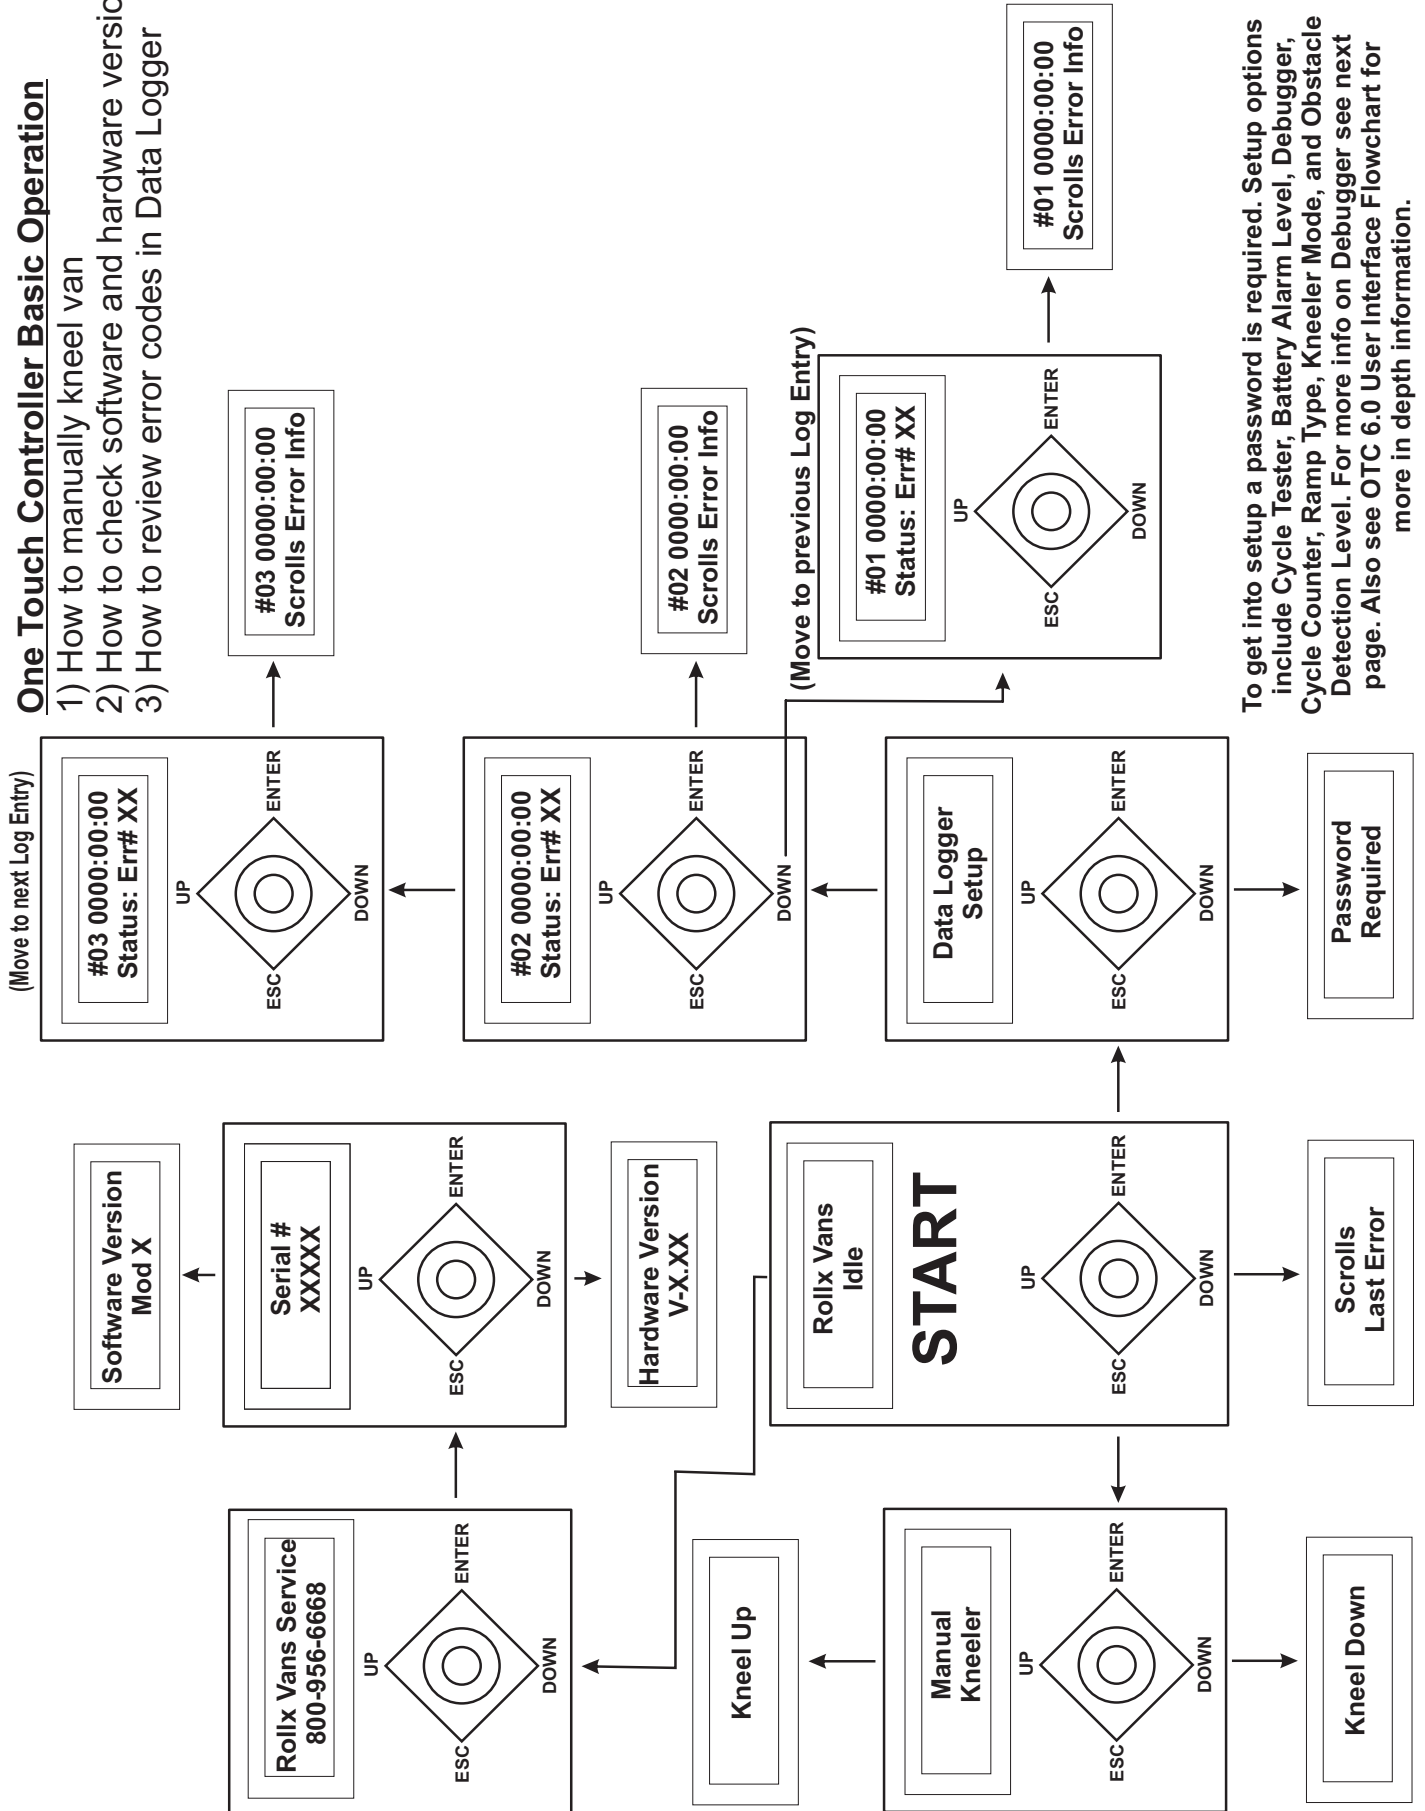 One Touch Controller Basic Operation
1) How to manually kneel van
2) How to check software and hardware versio
3) How to review error codes in Data Logger
Rollx Vans Service
800-956-6668
UP
ESC
ENTER
DOWN
Software Version
Mod X
Serial #
XXXXX
UP
ESC
ENTER
DOWN
Hardware Version
V-X.XX
(Move to next Log Entry)
#03 0000:00:00
Status: Err# XX
UP
ESC
ENTER
DOWN
#03 0000:00:00
Scrolls Error Info
#02 0000:00:00
Status: Err# XX
UP
ESC
ENTER
DOWN
#02 0000:00:00
Scrolls Error Info
(Move to previous Log Entry)
#01 0000:00:00
Status: Err# XX
UP
ESC
ENTER
DOWN
#01 0000:00:00
Scrolls Error Info
Kneel Up
Manual
Kneeler
UP
ESC
ENTER
DOWN
Kneel Down
Rollx Vans
Idle
START
UP
ESC
ENTER
DOWN
Scrolls
Last Error
Data Logger
Setup
UP
ESC
ENTER
DOWN
Password
Required
To get into setup a password is required. Setup options
include Cycle Tester, Battery Alarm Level, Debugger,
Cycle Counter, Ramp Type, Kneeler Mode, and Obstacle
Detection Level. For more info on Debugger see next
page. Also see OTC 6.0 User Interface Flowchart for
more in depth information.